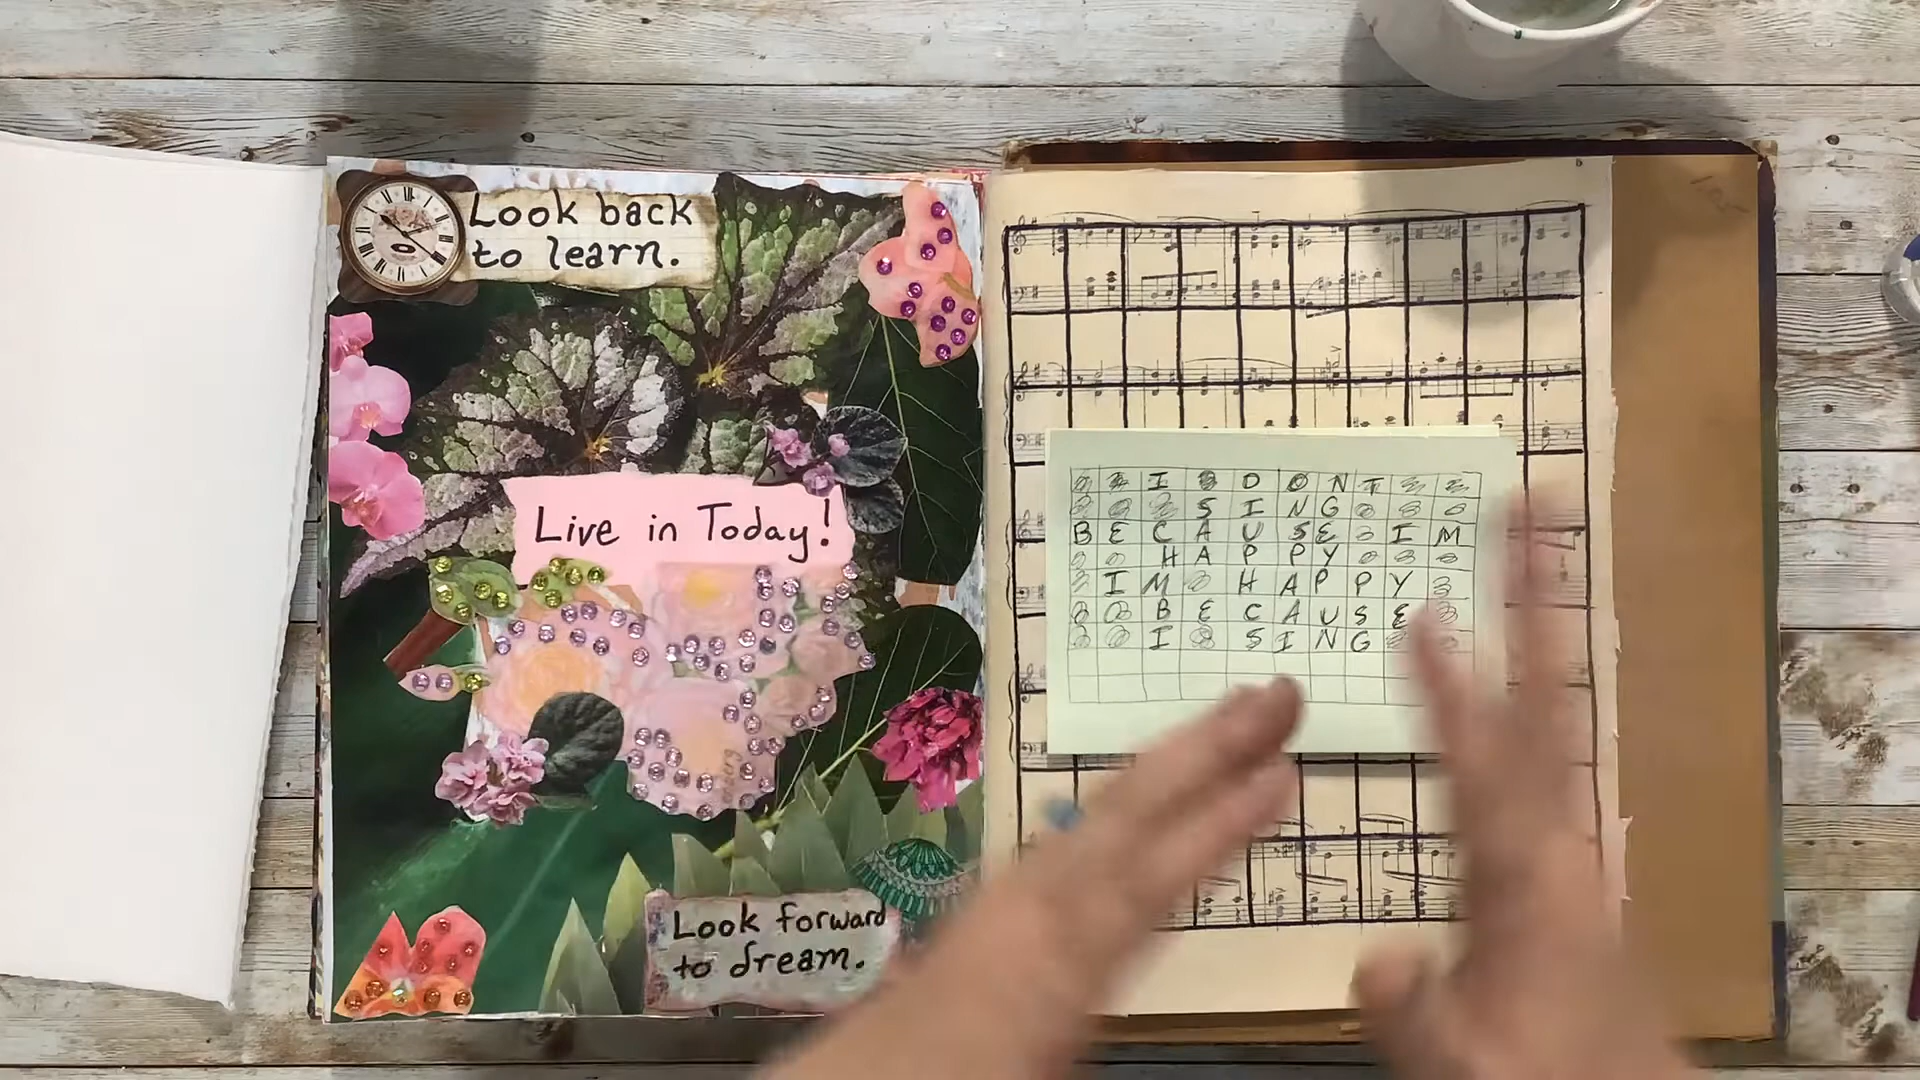 Look back
to learn.
Live in Today!
Look forward
to dream.
I DONT
SING
BECAUSE IM
HAPPY
IM HAPPY
BECAUSE
I SING